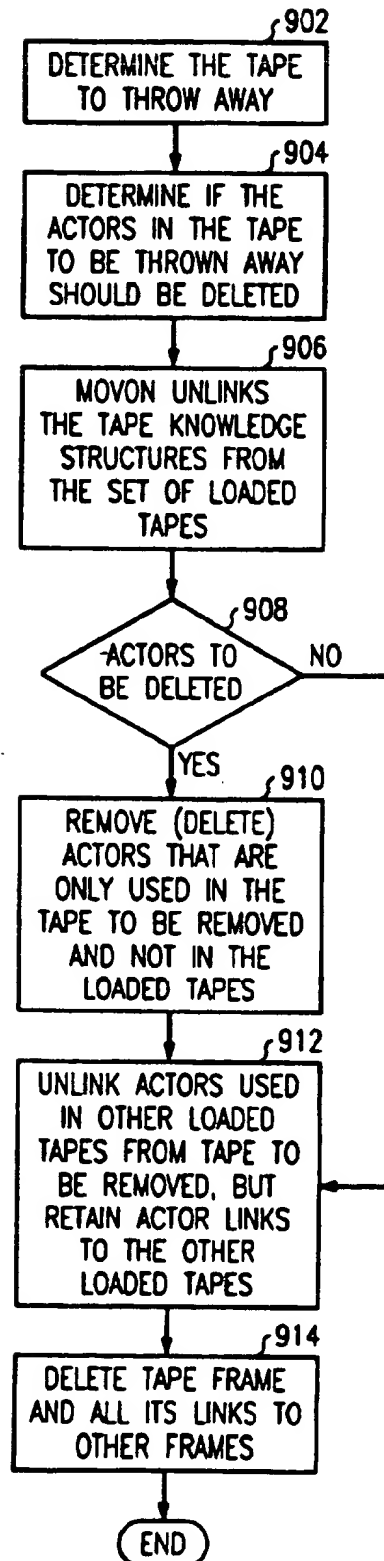 902
DETERMINE THE TAPE
TO THROW AWAY
904
DETERMINE IF THE
ACTORS IN THE TAPE
TO BE THROWN AWAY
SHOULD BE DELETED
906
MOVON UNLINKS
THE TAPE KNOWLEDGE
STRUCTURES FROM
THE SET OF LOADED
TAPES
908
ACTORS TO
BE DELETED
NO
YES
910
REMOVE (DELETE)
ACTORS THAT ARE
ONLY USED IN THE
TAPE TO BE REMOVED
AND NOT IN THE
LOADED TAPES
912
UNLINK ACTORS USED
IN OTHER LOADED
TAPES FROM TAPE TO
BE REMOVED, BUT
RETAIN ACTOR LINKS
TO THE OTHER
LOADED TAPES
914
DELETE TAPE FRAME
AND ALL ITS LINKS TO
OTHER FRAMES
END